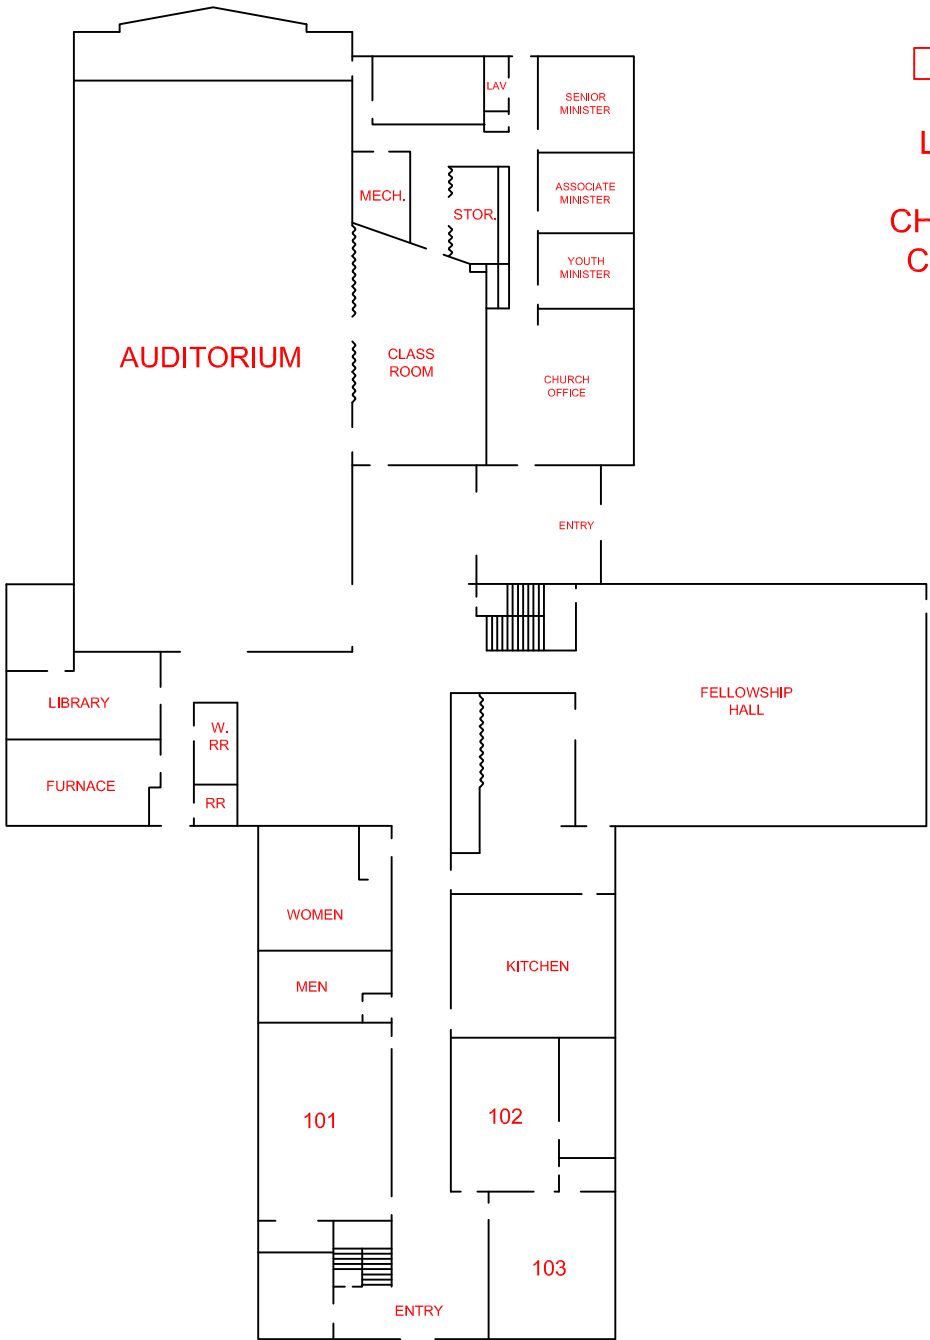 LAV
SENIOR
MINISTER
L
MECH.
ASSOCIATE
MINISTER
STOR.
CH
C
YOUTH
MINISTER
AUDITORIUM
CLASS
ROOM
CHURCH
OFFICE
ENTRY
LIBRARY
FELLOWSHIP
HALL
W.
RR
FURNACE
RR
WOMEN
KITCHEN
MEN
101
102
103
ENTRY